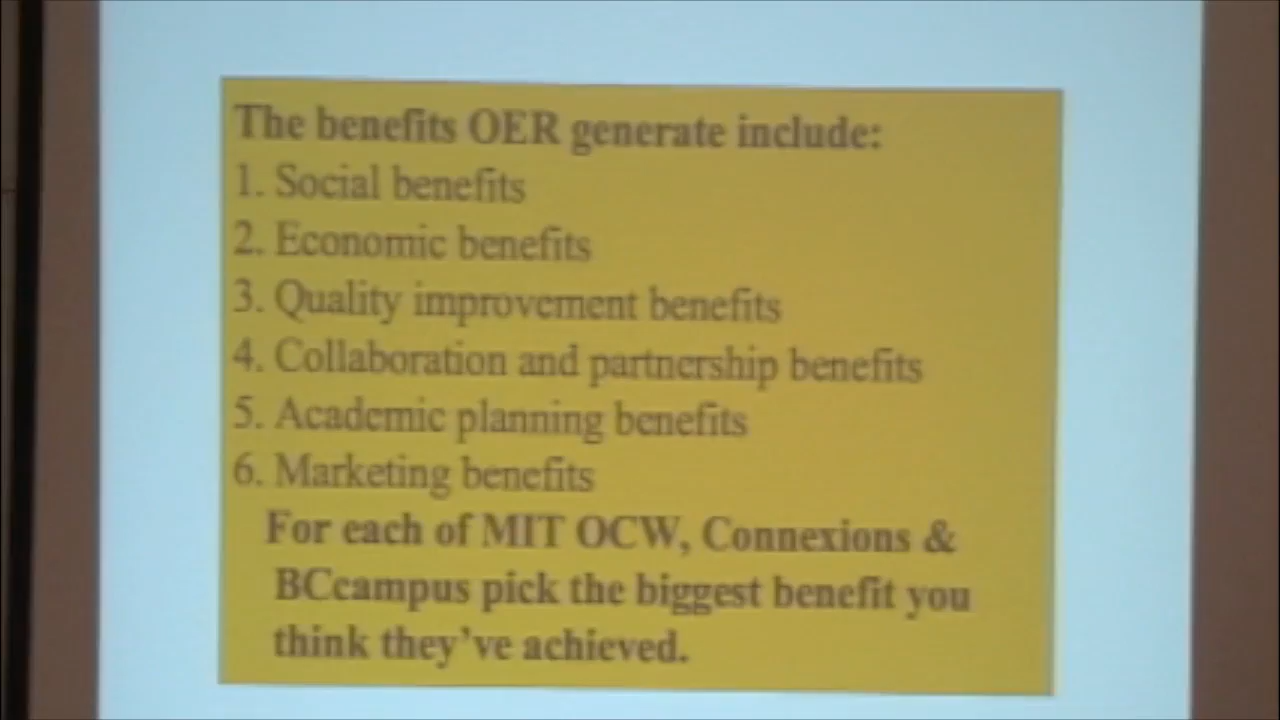 The benefits OER generate include:
1. Social benefits
2. Economic benefits
3. Quality improvement benefits
4. Collaboration and partnership benefits
5. Academic planning benefits
6. Marketing benefits
For each of MIT OCW, Connexions &
BCcampus pick the biggest benefit you
think they've achieved.